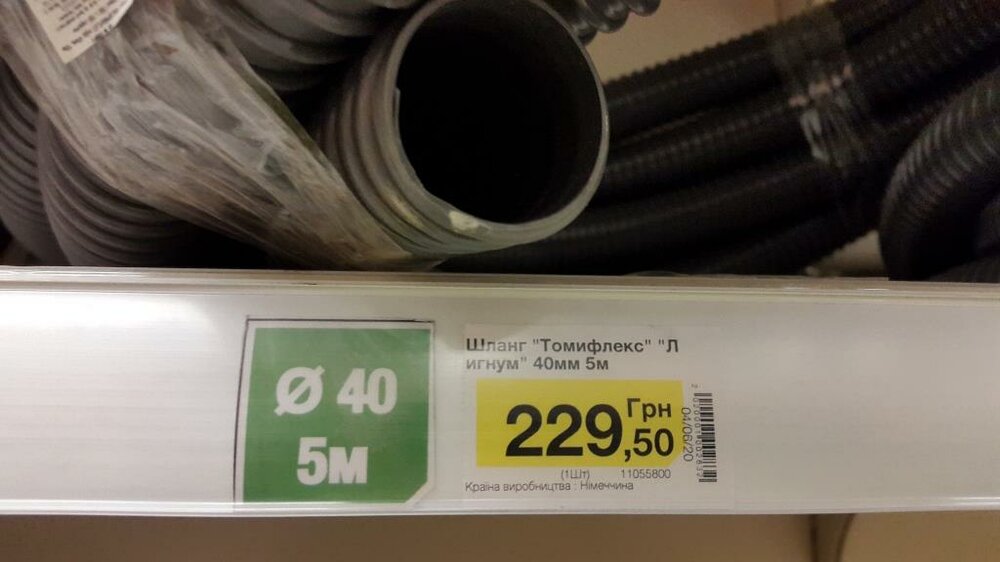 Ø 40
5м
Шланг "Томифлекс" "Л
игнум" 40мм 5м
229,50 Грн
04/06/20
(1Шт) 11055800
Країна виробництва : Німеччина